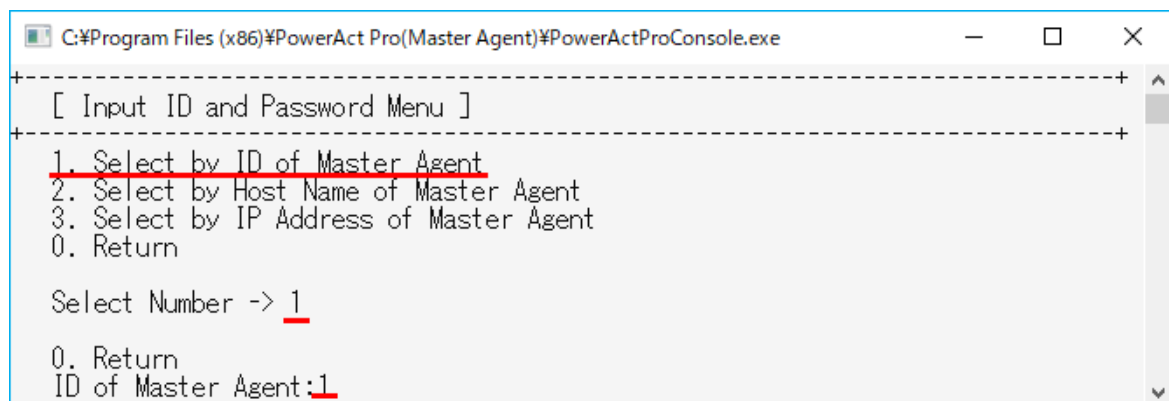 C:¥Program Files (x86)¥PowerAct Pro(Master Agent)¥PowerActProConsole.exe
+------------------------------------------------------------------------------+
[ Input ID and Password Menu ]
+------------------------------------------------------------------------------+
1. Select by ID of Master Agent
2. Select by Host Name of Master Agent
3. Select by IP Address of Master Agent
0. Return
Select Number -> 1
0. Return
ID of Master Agent:1